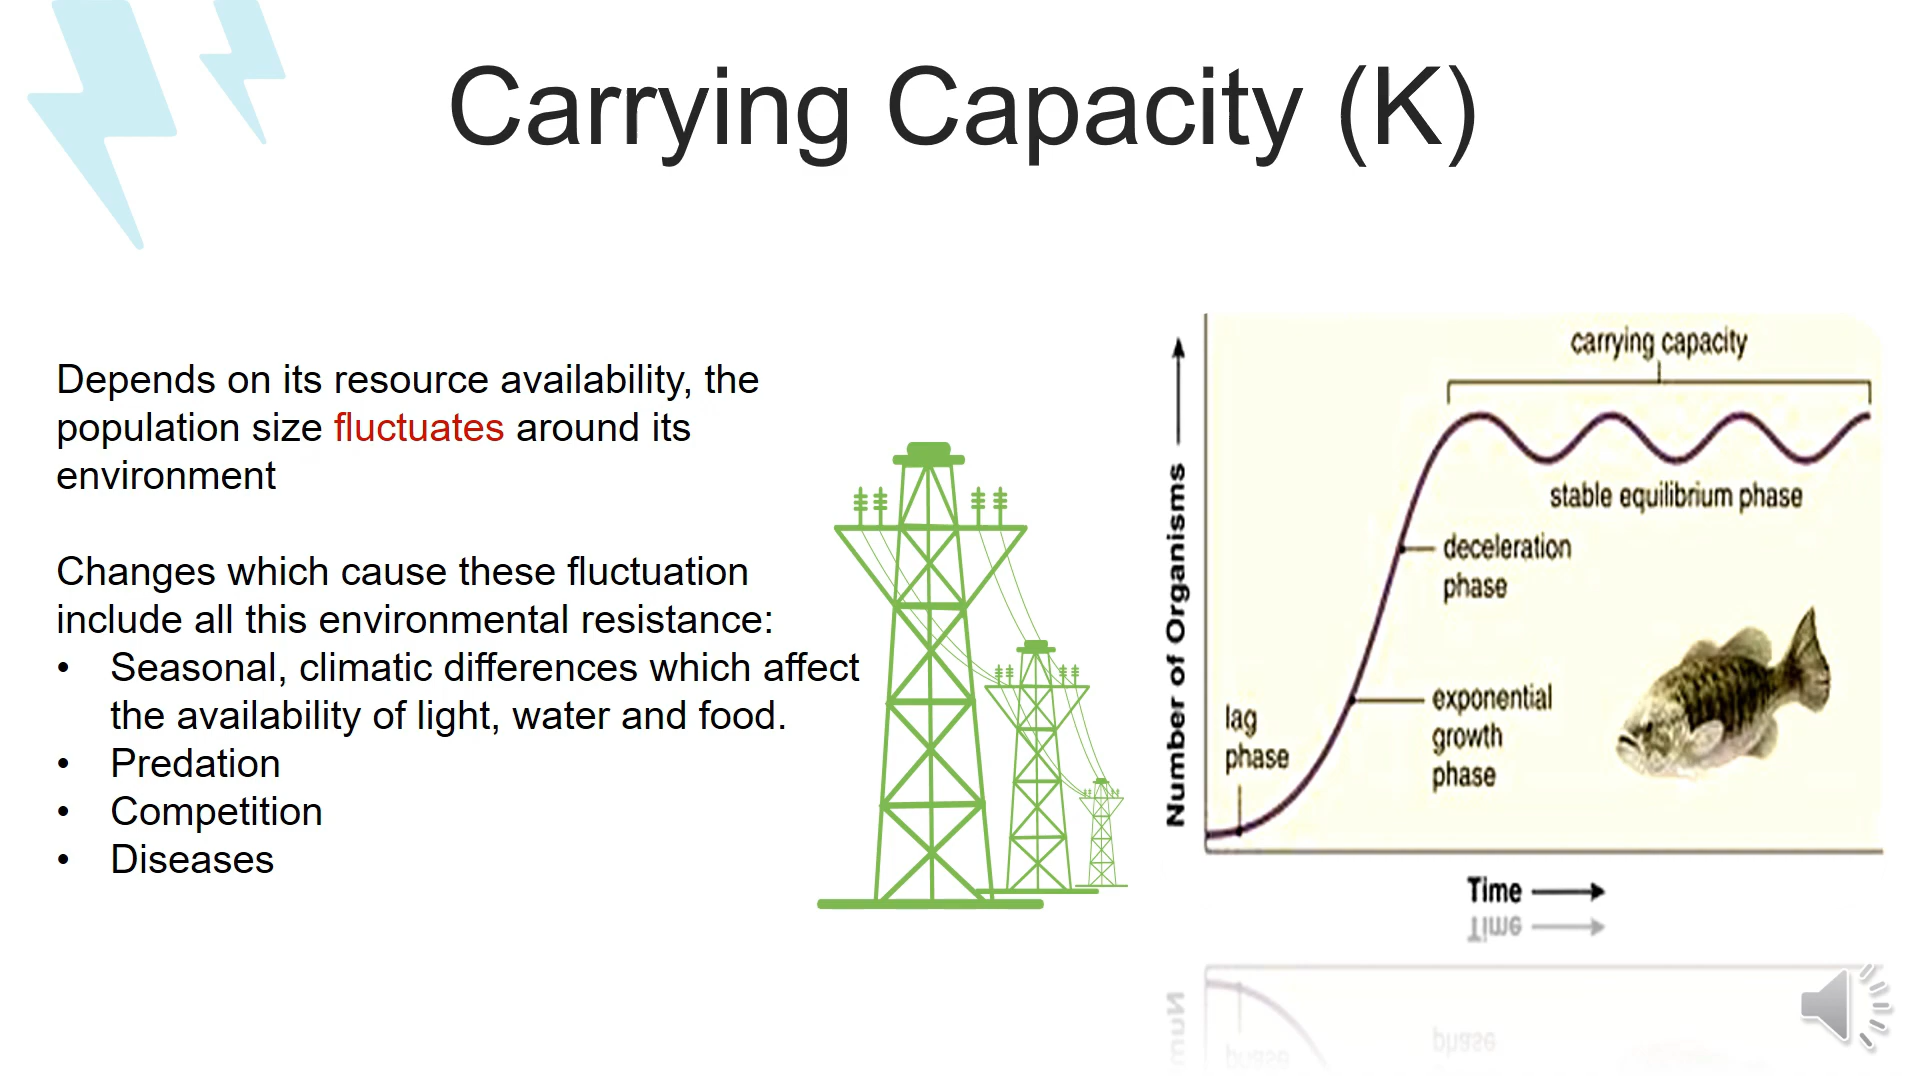 Carrying Capacity (K)
Depends on its resource availability, the
population size fluctuates around its
environment
Changes which cause these fluctuation
include all this environmental resistance:
• Seasonal, climatic differences which affect
the availability of light, water and food.
• Predation
• Competition
• Diseases
Number of Organisms
carrying capacity
stable equilibrium phase
deceleration
phase
exponential
growth
phase
lag
phase
Time